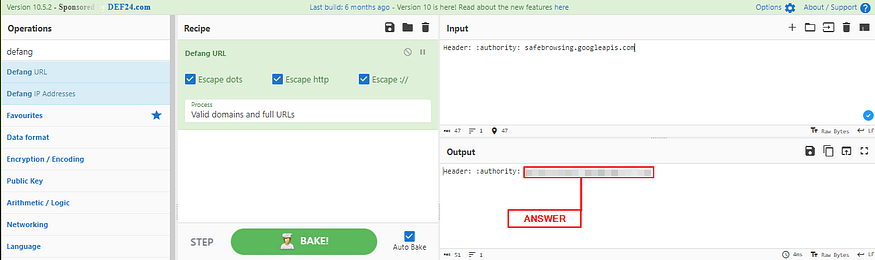 Version 10.5.2 - Sponsored DEF24.com
Last build: 6 months ago - Version 10 is here! Read about the new features here
Options
About / Support
Operations
defang
Defang URL
Defang IP Addresses
Favourites
Data format
Encryption / Encoding
Public Key
Arithmetic / Logic
Networking
Language
Recipe
Defang URL
Escape dots
Escape http
Escape ://
Process
Valid domains and full URLs
STEP
BAKE!
Auto Bake
Input
Header: :authority: safebrowsing.googleapis.com
47 1 47
Raw Bytes LF
Output
Header: :authority:
ANSWER
51 1
4ms Raw Bytes LF